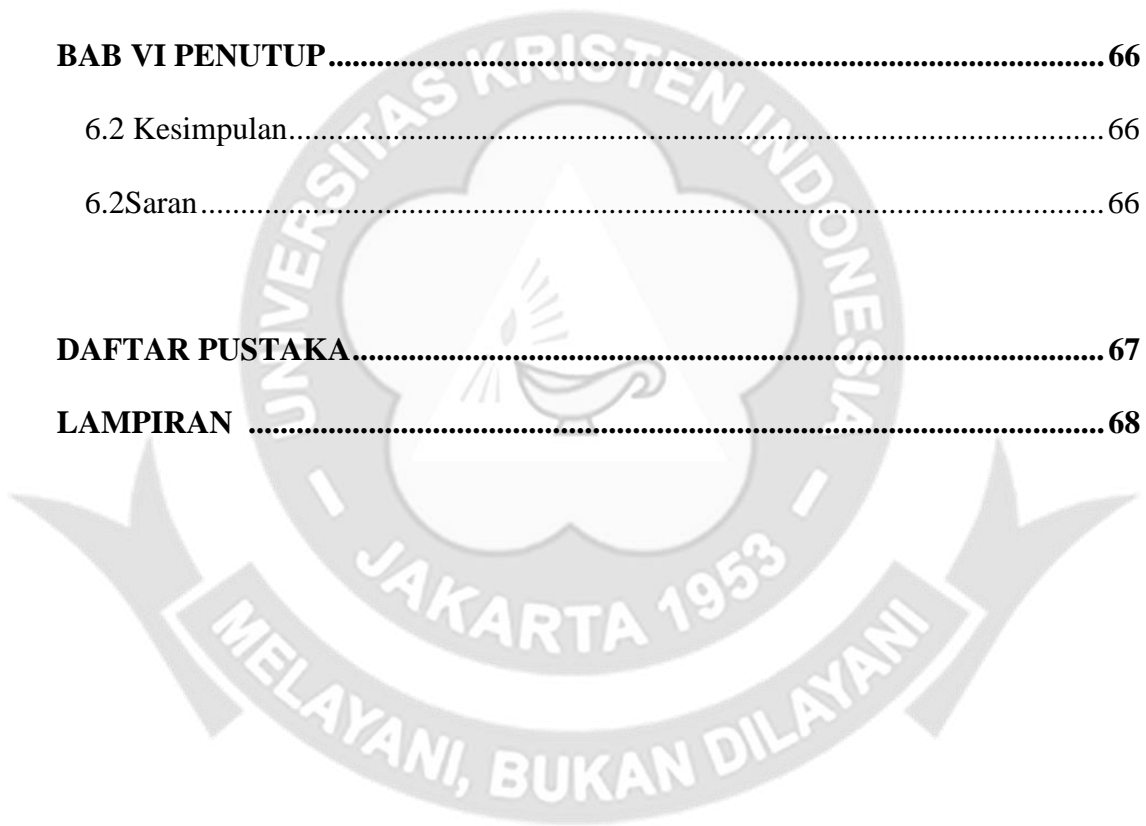 BAB VI PENUTUP.......................................................................................... 66
6.2 Kesimpulan.............................................................................................. 66
6.2Saran......................................................................................................... 66
DAFTAR PUSTAKA........................................................................................ 67
LAMPIRAN .................................................................................................... 68
UNIVERSITAS KRISTEN INDONESIA
- JAKARTA 1953 -
MELAYANI, BUKAN DILAYANI